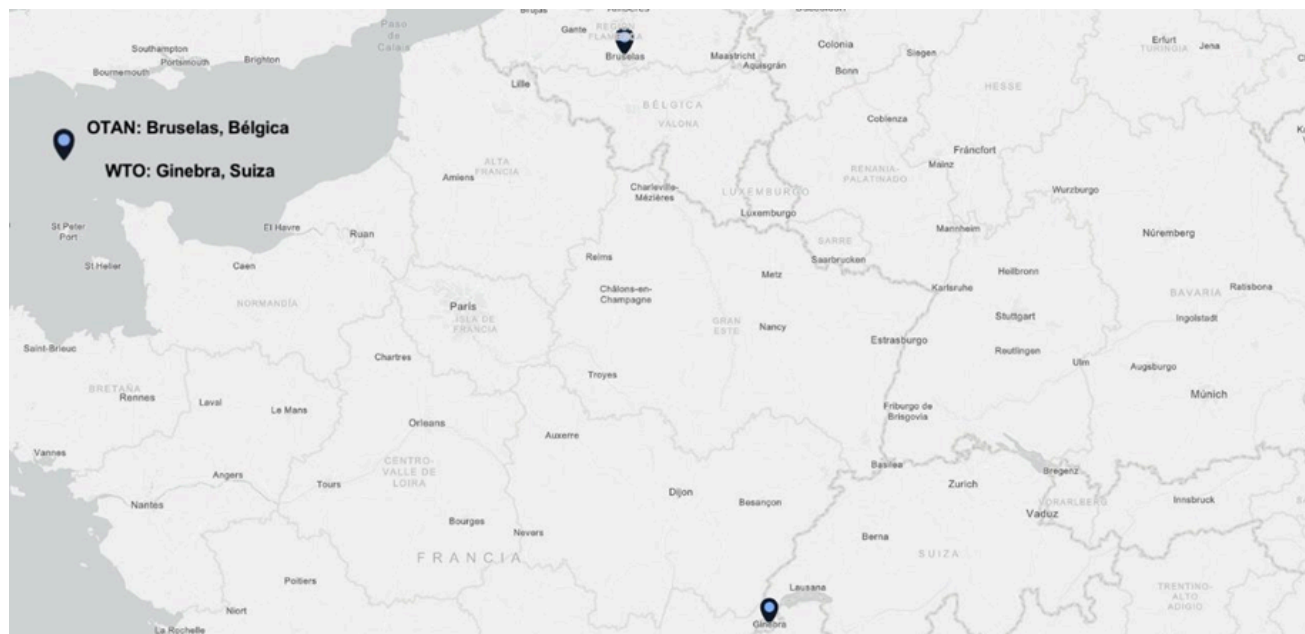 Brujas
Paso
de
Calais
Gante
REGIÓN
FLAMENCA
Bruselas
Maastricht
Aquisgrán
Colonia
Bonn
Siegen
Erfurt
TURINGIA
Jena
HESSE
Southampton
Portsmouth
Bournemouth
Brighton
Lille
BÉLGICA
VALONA
Coblenza
OTAN: Bruselas, Bélgica
WTO: Ginebra, Suiza
ALTA
FRANCIA
Amiens
Charleville-
Mézières
LUXEMBURGO
Luxemburgo
RENANIA-
PALATINADO
Fráncfort
Mainz
Wurzburgo
St Peter
Port
St Helier
El Havre
Ruan
Caen
NORMANDÍA
Reims
Châlons-en-
Champagne
Metz
SARRE
Saarbrucken
Mannheim
Heilbronn
Karlsruhe
Núremberg
BAVARIA
Ratisbona
Ingolstadt
París
ISLA DE
FRANCIA
GRAN
ESTE
Nancy
Estrasburgo
Stuttgart
Reutlingen
Ulm
Augsburgo
Múnich
Saint-Brieuc
BRETAÑA
Rennes
Laval
Le Mans
Chartres
Troyes
Orleans
Auxerre
Friburgo de
Brisgovia
Vannes
Angers
Tours
CENTRO-
VALLE DE
LOIRA
Nantes
Dijon
Besançon
Basilea
Zurich
Bregenz
VORARLBERG
Vaduz
Innsbruck
Bourges
Nevers
FRANCIA
Berna
SUIZA
Poitiers
Niort
La Rochelle
Lausana
Ginebra
TRENTINO-
ALTO
ADIGIO